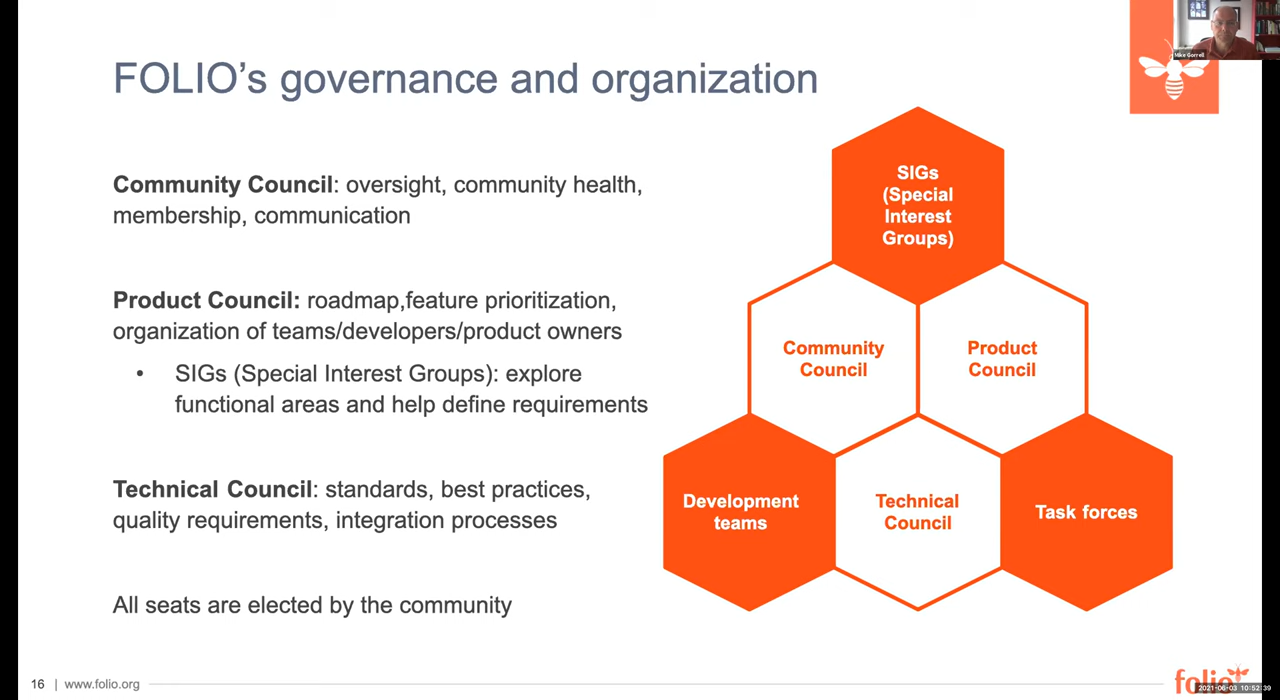 FOLIO's governance and organization
Mike Gorrell
Community Council: oversight, community health,
membership, communication
Product Council: roadmap,feature prioritization,
organization of teams/developers/product owners
• SIGs (Special Interest Groups): explore
functional areas and help define requirements
Technical Council: standards, best practices,
quality requirements, integration processes
All seats are elected by the community
SIGs
(Special
Interest
Groups)
Community
Council
Product
Council
Development
teams
Technical
Council
Task forces
16 | www.folio.org
folio
2021-06-03 10:52:39